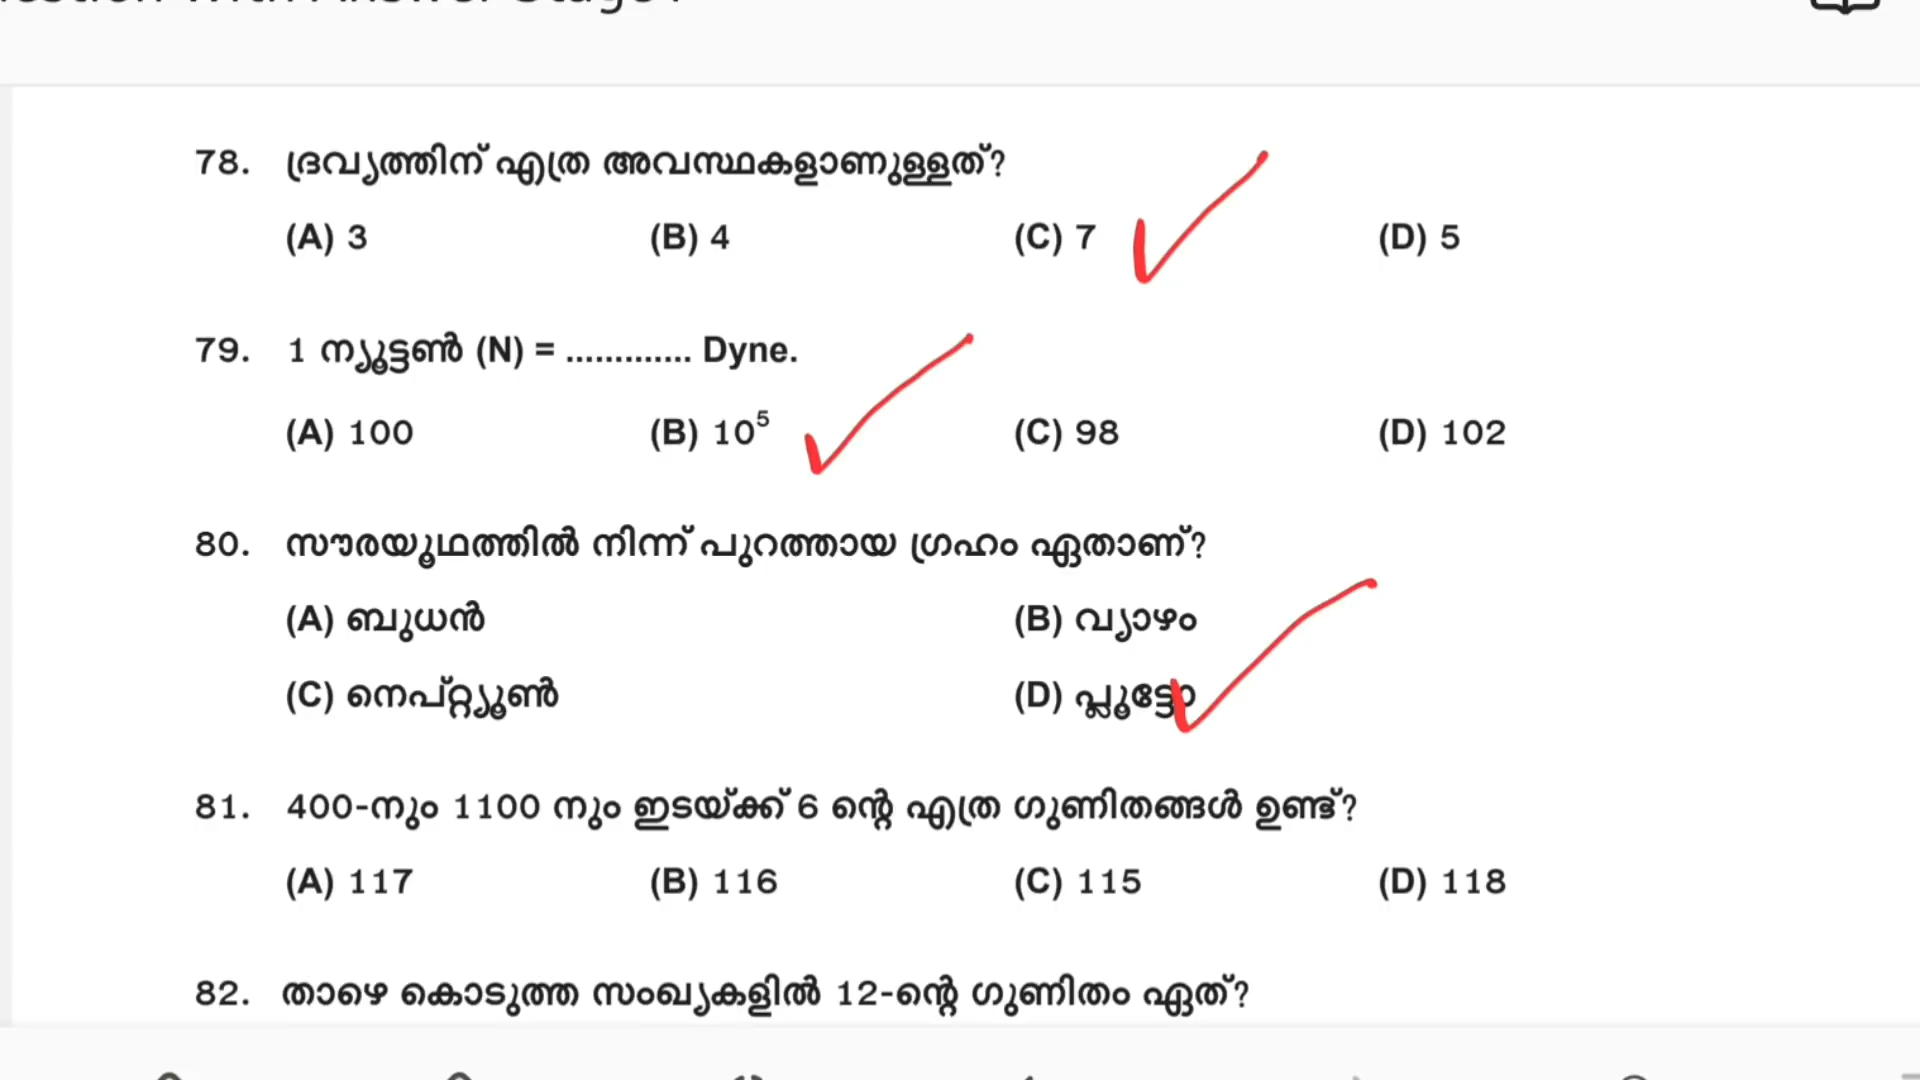 78. ദ്രവ്യത്തിന് എത്ര അവസ്ഥകളാണുള്ളത്?
(A) 3 (B) 4 (C) 7 (D) 5
79. 1 ന്യൂട്ടൺ (N) = ............. Dyne.
(A) 100 (B) 10⁵ (C) 98 (D) 102
80. സൗരയൂഥത്തിൽ നിന്ന് പുറത്തായ ഗ്രഹം ഏതാണ്?
(A) ബുധൻ (B) വ്യാഴം
(C) നെപ്റ്റ്യൂൺ (D) പ്ലൂട്ടോ
81. 400-നും 1100 നും ഇടയ്ക്ക് 6 ന്റെ എത്ര ഗുണിതങ്ങൾ ഉണ്ട്?
(A) 117 (B) 116 (C) 115 (D) 118
82. താഴെ കൊടുത്ത സംഖ്യകളിൽ 12-ന്റെ ഗുണിതം ഏത്?